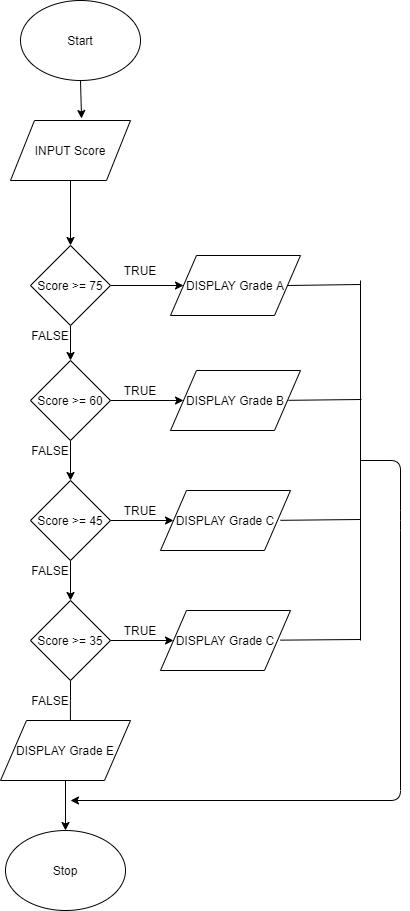 Start
INPUT Score
Score >= 75
TRUE
DISPLAY Grade A
FALSE
Score >= 60
TRUE
DISPLAY Grade B
FALSE
Score >= 45
TRUE
DISPLAY Grade C
FALSE
Score >= 35
TRUE
DISPLAY Grade C
FALSE
DISPLAY Grade E
Stop